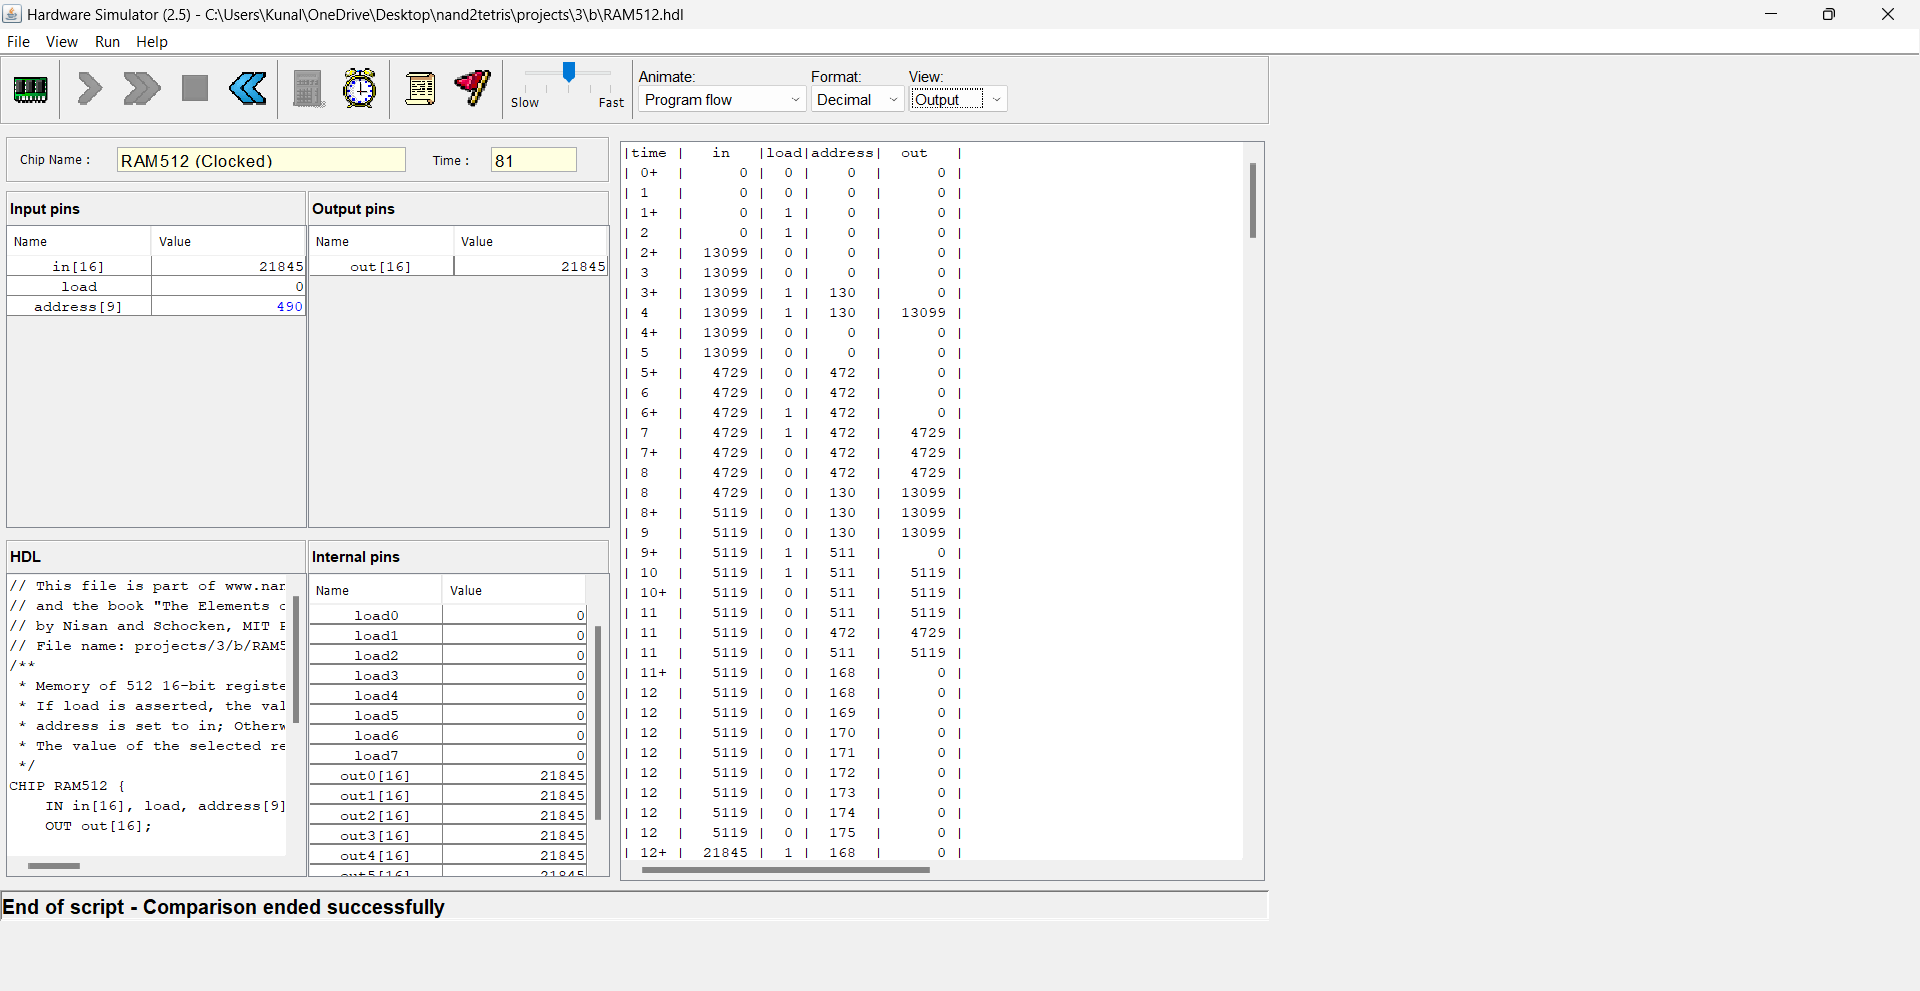 Hardware Simulator (2.5) - C:\Users\Kunal\OneDrive\Desktop\nand2tetris\projects\3\b\RAM512.hdl
File View Run Help
Slow Fast
Animate: Format: View:
Program flow Decimal Output
Chip Name : RAM512 (Clocked) Time : 81
Input pins
Name Value
in[16] 21845
load 0
address[9] 490
Output pins
Name Value
out[16] 21845
HDL
// This file is part of www.nan
// and the book "The Elements o
// by Nisan and Schocken, MIT P
// File name: projects/3/b/RAM5
/**
* Memory of 512 16-bit registe
* If load is asserted, the val
* address is set to in; Otherw
* The value of the selected re
*/
CHIP RAM512 {
IN in[16], load, address[9]
OUT out[16];
Internal pins
Name Value
load0 0
load1 0
load2 0
load3 0
load4 0
load5 0
load6 0
load7 0
out0[16] 21845
out1[16] 21845
out2[16] 21845
out3[16] 21845
out4[16] 21845
out5[16] 21845
|time | in |load|address| out |
| 0+ | 0 | 0 | 0 | 0 |
| 1 | 0 | 0 | 0 | 0 |
| 1+ | 0 | 1 | 0 | 0 |
| 2 | 0 | 1 | 0 | 0 |
| 2+ | 13099 | 0 | 0 | 0 |
| 3 | 13099 | 0 | 0 | 0 |
| 3+ | 13099 | 1 | 130 | 0 |
| 4 | 13099 | 1 | 130 | 13099 |
| 4+ | 13099 | 0 | 0 | 0 |
| 5 | 13099 | 0 | 0 | 0 |
| 5+ | 4729 | 0 | 472 | 0 |
| 6 | 4729 | 0 | 472 | 0 |
| 6+ | 4729 | 1 | 472 | 0 |
| 7 | 4729 | 1 | 472 | 4729 |
| 7+ | 4729 | 0 | 472 | 4729 |
| 8 | 4729 | 0 | 472 | 4729 |
| 8 | 4729 | 0 | 130 | 13099 |
| 8+ | 5119 | 0 | 130 | 13099 |
| 9 | 5119 | 0 | 130 | 13099 |
| 9+ | 5119 | 1 | 511 | 0 |
| 10 | 5119 | 1 | 511 | 5119 |
| 10+ | 5119 | 0 | 511 | 5119 |
| 11 | 5119 | 0 | 511 | 5119 |
| 11 | 5119 | 0 | 472 | 4729 |
| 11 | 5119 | 0 | 511 | 5119 |
| 11+ | 5119 | 0 | 168 | 0 |
| 12 | 5119 | 0 | 168 | 0 |
| 12 | 5119 | 0 | 169 | 0 |
| 12 | 5119 | 0 | 170 | 0 |
| 12 | 5119 | 0 | 171 | 0 |
| 12 | 5119 | 0 | 172 | 0 |
| 12 | 5119 | 0 | 173 | 0 |
| 12 | 5119 | 0 | 174 | 0 |
| 12 | 5119 | 0 | 175 | 0 |
| 12+ | 21845 | 1 | 168 | 0 |
End of script - Comparison ended successfully